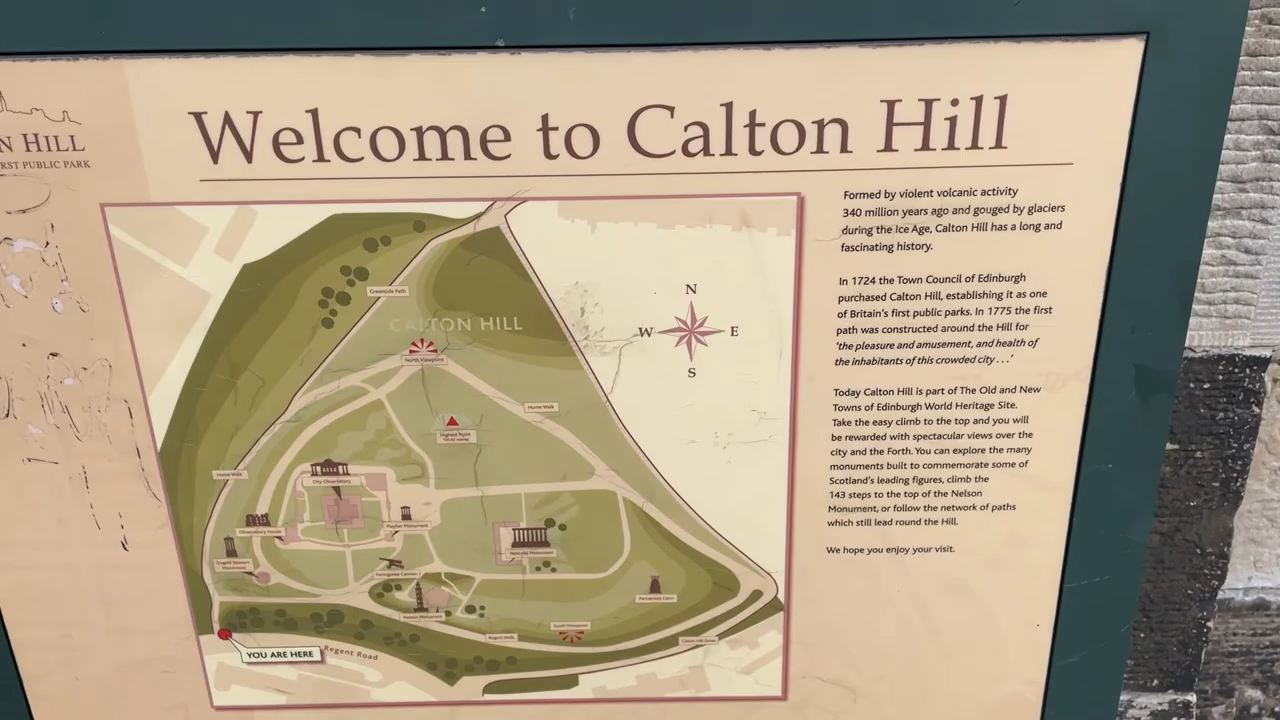 N HILL
RST PUBLIC PARK
Welcome to Calton Hill
Formed by violent volcanic activity
340 million years ago and gouged by glaciers
during the Ice Age, Calton Hill has a long and
fascinating history.
In 1724 the Town Council of Edinburgh
purchased Calton Hill, establishing it as one
of Britain's first public parks. In 1775 the first
path was constructed around the Hill for
'the pleasure and amusement, and health of
the inhabitants of this crowded city...'
Today Calton Hill is part of The Old and New
Towns of Edinburgh World Heritage Site.
Take the easy climb to the top and you will
be rewarded with spectacular views over the
city and the Forth. You can explore the many
monuments built to commemorate some of
Scotland's leading figures, climb the
143 steps to the top of the Nelson
Monument, or follow the network of paths
which still lead round the Hill.
We hope you enjoy your visit.
Greenside Path
CALTON HILL
North Viewpoint
N
W
E
S
Hume Walk
Highest Point
Hume Walk
City Observatory
Observatory House
Playfair Monument
National Monument
Dugald Stewart
Monument
Portuguese Cannon
Nelson Monument
Parliament Cairn
South Viewpoint
Regent Walk
Calton Hill Drive
YOU ARE HERE
Regent Road